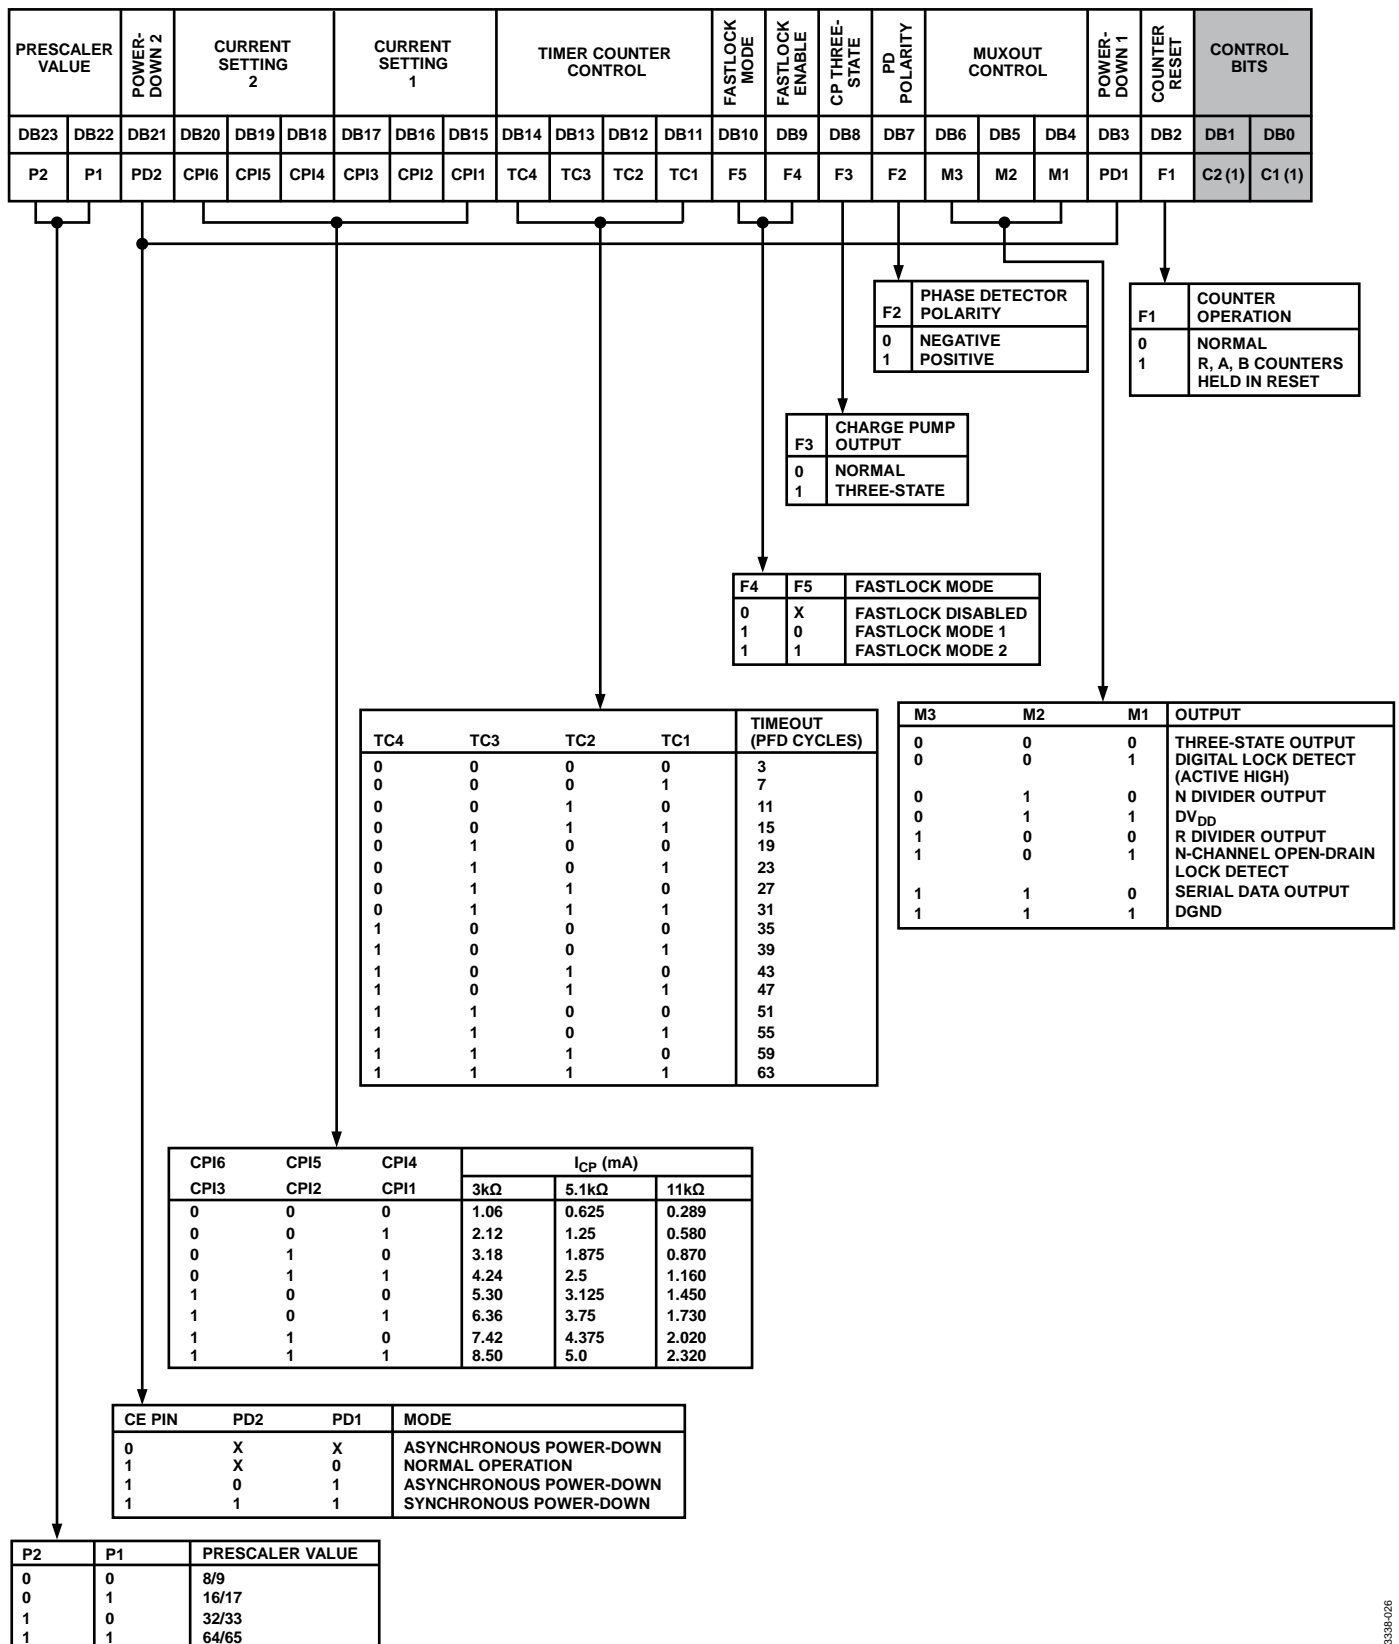 PRESCALER VALUE
POWER-DOWN 2
CURRENT SETTING 2
CURRENT SETTING 1
TIMER COUNTER CONTROL
FASTLOCK MODE
FASTLOCK ENABLE
CP THREE-STATE
PD POLARITY
MUXOUT CONTROL
POWER-DOWN 1
COUNTER RESET
CONTROL BITS
DB23 DB22 DB21 DB20 DB19 DB18 DB17 DB16 DB15 DB14 DB13 DB12 DB11 DB10 DB9 DB8 DB7 DB6 DB5 DB4 DB3 DB2 DB1 DB0
P2 P1 PD2 CPI6 CPI5 CPI4 CPI3 CPI2 CPI1 TC4 TC3 TC2 TC1 F5 F4 F3 F2 M3 M2 M1 PD1 F1 C2 (1) C1 (1)
F2 PHASE DETECTOR POLARITY
0 NEGATIVE
1 POSITIVE
F1 COUNTER OPERATION
0 NORMAL
1 R, A, B COUNTERS
HELD IN RESET
F3 CHARGE PUMP OUTPUT
0 NORMAL
1 THREE-STATE
F4 F5 FASTLOCK MODE
0 X FASTLOCK DISABLED
1 0 FASTLOCK MODE 1
1 1 FASTLOCK MODE 2
TC4 TC3 TC2 TC1 TIMEOUT (PFD CYCLES)
0 0 0 0 3
0 0 0 1 7
0 0 1 0 11
0 0 1 1 15
0 1 0 0 19
0 1 0 1 23
0 1 1 0 27
0 1 1 1 31
1 0 0 0 35
1 0 0 1 39
1 0 1 0 43
1 0 1 1 47
1 1 0 0 51
1 1 0 1 55
1 1 1 0 59
1 1 1 1 63
M3 M2 M1 OUTPUT
0 0 0 THREE-STATE OUTPUT
0 0 1 DIGITAL LOCK DETECT
(ACTIVE HIGH)
0 1 0 N DIVIDER OUTPUT
0 1 1 DVDD
1 0 0 R DIVIDER OUTPUT
1 0 1 N-CHANNEL OPEN-DRAIN
LOCK DETECT
1 1 0 SERIAL DATA OUTPUT
1 1 1 DGND
CPI6 CPI5 CPI4 ICP (mA)
CPI3 CPI2 CPI1 3kΩ 5.1kΩ 11kΩ
0 0 0 1.06 0.625 0.289
0 0 1 2.12 1.25 0.580
0 1 0 3.18 1.875 0.870
0 1 1 4.24 2.5 1.160
1 0 0 5.30 3.125 1.450
1 0 1 6.36 3.75 1.730
1 1 0 7.42 4.375 2.020
1 1 1 8.50 5.0 2.320
CE PIN PD2 PD1 MODE
0 X X ASYNCHRONOUS POWER-DOWN
1 X 0 NORMAL OPERATION
1 0 1 ASYNCHRONOUS POWER-DOWN
1 1 1 SYNCHRONOUS POWER-DOWN
P2 P1 PRESCALER VALUE
0 0 8/9
0 1 16/17
1 0 32/33
1 1 64/65
3338-026